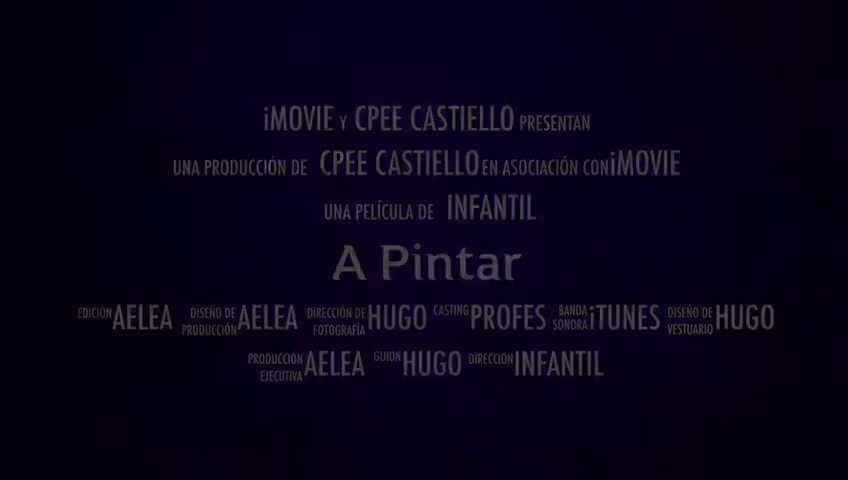 iMOVIE Y CPEE CASTIELLO PRESENTAN
UNA PRODUCCIÓN DE CPEE CASTIELLO EN ASOCIACIÓN CON iMOVIE
UNA PELÍCULA DE INFANTIL
A Pintar
EDICIÓN AELEA DISEÑO DE PRODUCCIÓN AELEA DIRECCIÓN DE FOTOGRAFÍA HUGO CASTING PROFES BANDA SONORA iTUNES DISEÑO DE VESTUARIO HUGO
PRODUCCIÓN EJECUTIVA AELEA GUION HUGO DIRECCION INFANTIL